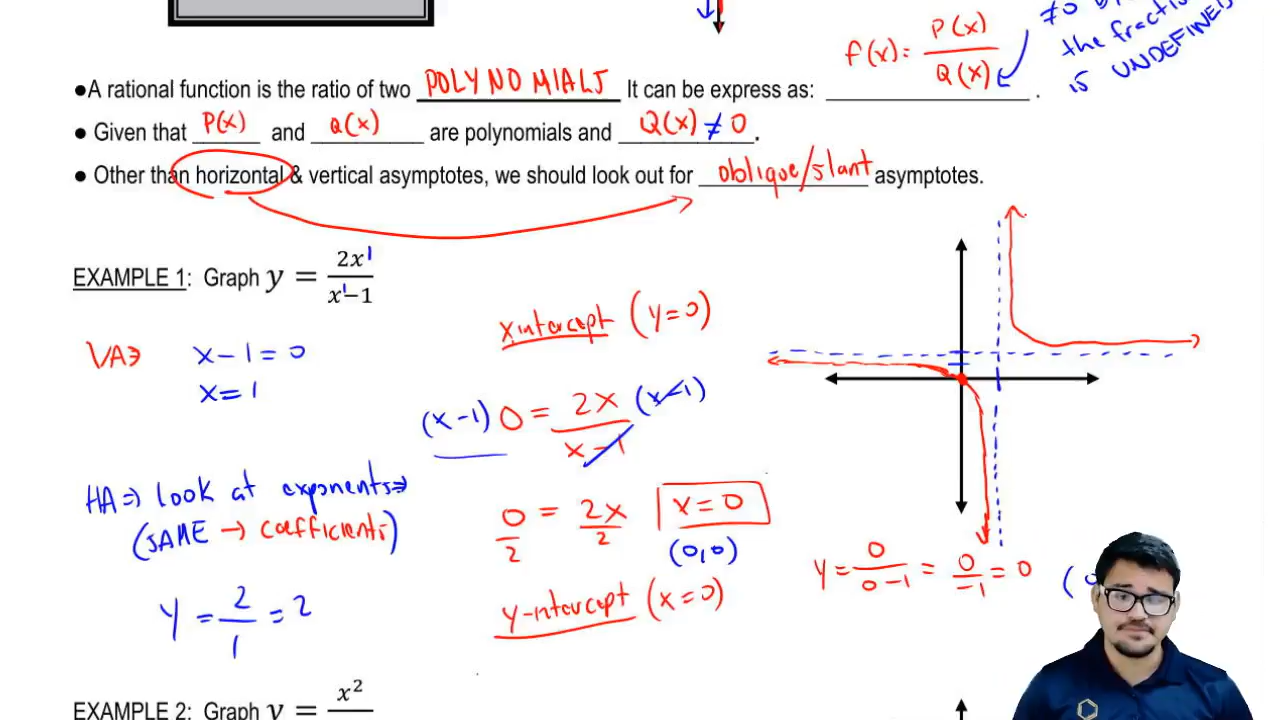 f(x) = P(x) / Q(x)
≠0
the fracti
is UNDEFINED
●A rational function is the ratio of two POLYNOMIALS It can be express as: .
● Given that P(x) and Q(x) are polynomials and Q(x) ≠ 0.
● Other than horizontal & vertical asymptotes, we should look out for oblique/slant asymptotes.
EXAMPLE 1: Graph y = 2x¹ / x¹−1
VA⇒ x − 1 = 0
x = 1
HA ⇒ look at exponents ⇒
(SAME → coefficients)
y = 2/1 = 2
x intercept (y=0)
(x−1) 0 = 2x / x−1 (x−1)
0/2 = 2x/2 x = 0
(0,0)
y-ntercept (x=0)
y = 0 / 0−1 = 0 / −1 = 0 (0
EXAMPLE 2: Graph y = x²